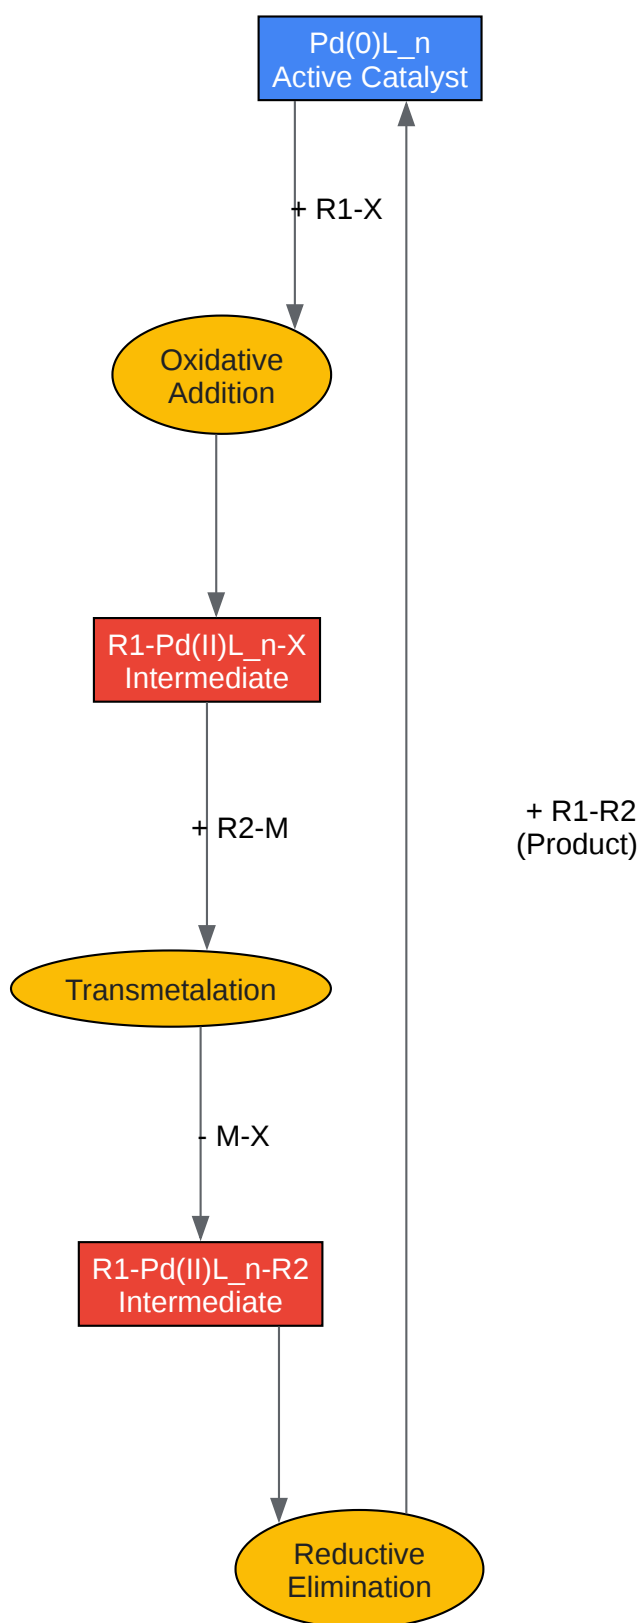 Pd(0)L_n
Active Catalyst
+ R1-X
Oxidative
Addition
R1-Pd(II)L_n-X
Intermediate
+ R2-M
+ R1-R2
(Product)
Transmetalation
- M-X
R1-Pd(II)L_n-R2
Intermediate
Reductive
Elimination